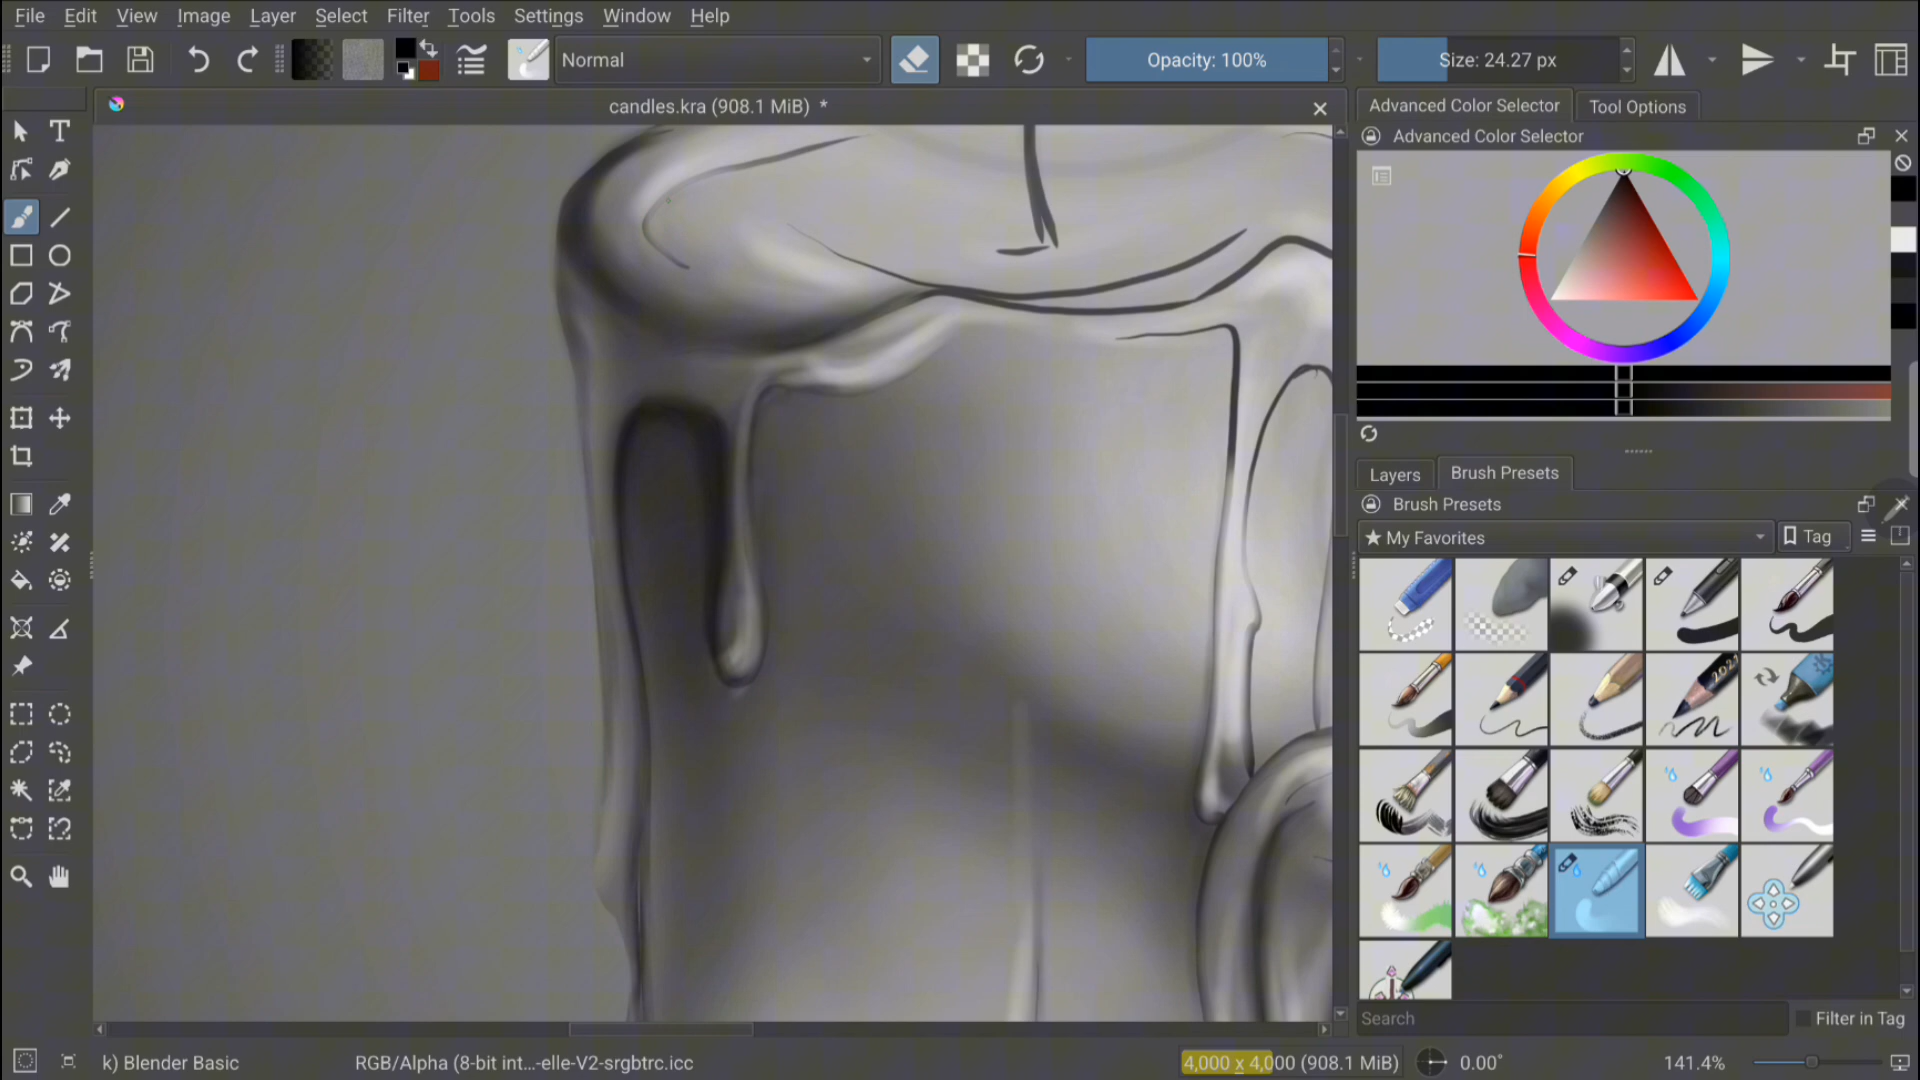 File Edit View Image Layer Select Filter Tools Settings Window Help
Normal Opacity: 100% Size: 24.27 px
candles.kra (908.1 MiB) *
Advanced Color Selector Tool Options
Advanced Color Selector
Layers Brush Presets
Brush Presets
★ My Favorites Tag
2021
Search Filter in Tag
k) Blender Basic RGB/Alpha (8-bit int...-elle-V2-srgbtrc.icc 4,000 x 4,000 (908.1 MiB) 0.00° 141.4%